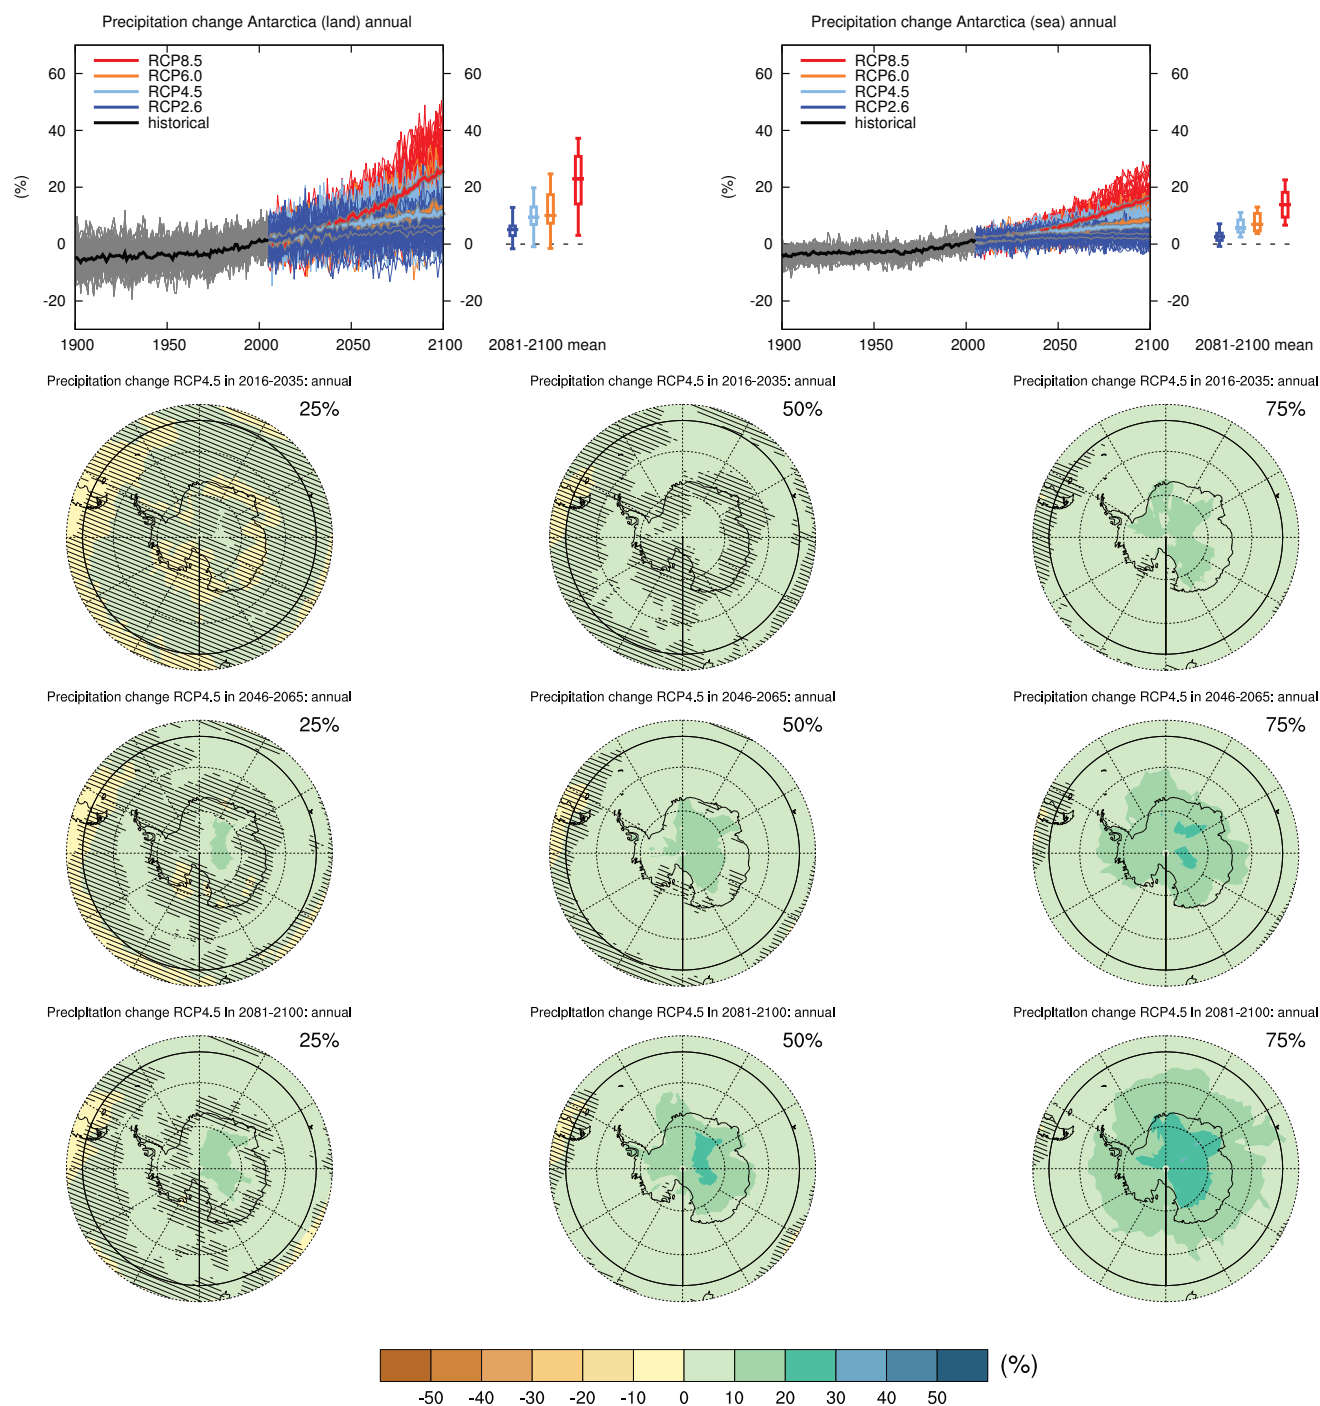 Precipitation change Antarctica (land) annual
Precipitation change Antarctica (sea) annual
60
40
20
0
-20
(%)
RCP8.5
RCP6.0
RCP4.5
RCP2.6
historical
60
40
20
0
-20
1900 1950 2000 2050 2100
2081-2100 mean
60
40
20
0
-20
(%)
RCP8.5
RCP6.0
RCP4.5
RCP2.6
historical
60
40
20
0
-20
1900 1950 2000 2050 2100
2081-2100 mean
Precipitation change RCP4.5 in 2016-2035: annual
25%
Precipitation change RCP4.5 in 2016-2035: annual
50%
Precipitation change RCP4.5 in 2016-2035: annual
75%
Precipitation change RCP4.5 in 2046-2065: annual
25%
Precipitation change RCP4.5 in 2046-2065: annual
50%
Precipitation change RCP4.5 in 2046-2065: annual
75%
Precipitation change RCP4.5 in 2081-2100: annual
25%
Precipitation change RCP4.5 in 2081-2100: annual
50%
Precipitation change RCP4.5 in 2081-2100: annual
75%
(%)
-50 -40 -30 -20 -10 0 10 20 30 40 50